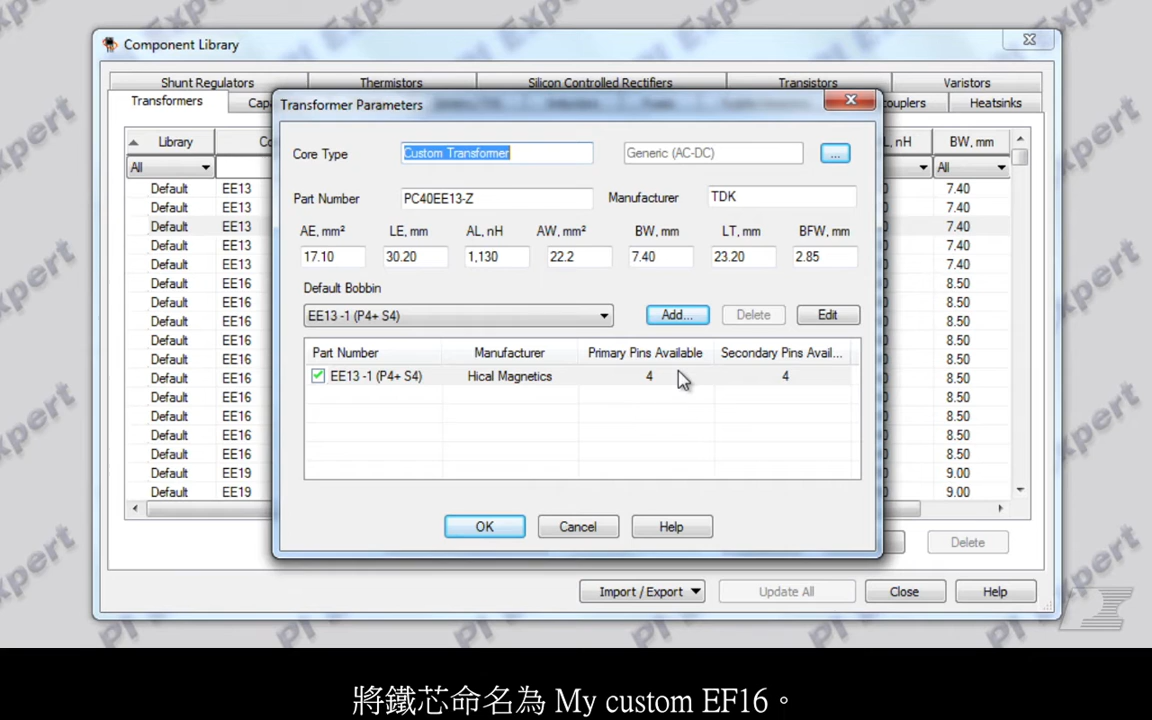 Component Library
Shunt Regulators Thermistors Silicon Controlled Rectifiers Transistors Varistors
Transformers Heatsinks
Transformer Parameters
Library
L, nH BW, mm
All All
Core Type Custom Transformer Generic (AC-DC) ...
Part Number PC40EE13-Z Manufacturer TDK
AE, mm² LE, mm AL, nH AW, mm² BW, mm LT, mm BFW, mm
17.10 30.20 1,130 22.2 7.40 23.20 2.85
Default Bobbin
EE13 -1 (P4+ S4) Add... Delete Edit
Part Number Manufacturer Primary Pins Available Secondary Pins Avail...
EE13 -1 (P4+ S4) Hical Magnetics 4 4
OK Cancel Help
Default EE13 7.40
Default EE13 7.40
Default EE13 7.40
Default EE13 7.40
Default EE13 7.40
Default EE16 8.50
Default EE16 8.50
Default EE16 8.50
Default EE16 8.50
Default EE16 8.50
Default EE16 8.50
Default EE16 8.50
Default EE16 8.50
Default EE16 8.50
Default EE16 8.50
Default EE19 9.00
Default EE19 9.00
Delete
Import / Export Update All Close Help
將鐵芯命名為 My custom EF16。